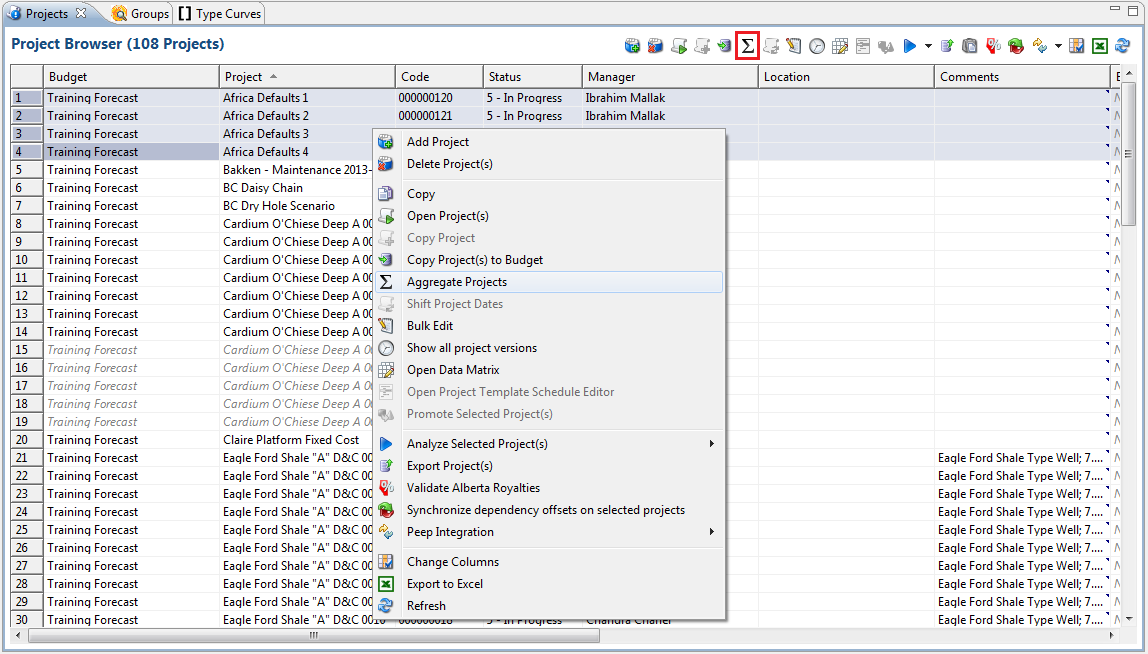 Projects Groups Type Curves
Project Browser (108 Projects)
Budget Project Code Status Manager Location Comments
1 Training Forecast Africa Defaults 1 000000120 5 - In Progress Ibrahim Mallak
2 Training Forecast Africa Defaults 2 000000121 5 - In Progress Ibrahim Mallak
3 Training Forecast Africa Defaults 3
4 Training Forecast Africa Defaults 4
5 Training Forecast Bakken - Maintenance 2013-
6 Training Forecast BC Daisy Chain
7 Training Forecast BC Dry Hole Scenario
8 Training Forecast Cardium O'Chiese Deep A 00
9 Training Forecast Cardium O'Chiese Deep A 00
10 Training Forecast Cardium O'Chiese Deep A 00
11 Training Forecast Cardium O'Chiese Deep A 00
12 Training Forecast Cardium O'Chiese Deep A 00
13 Training Forecast Cardium O'Chiese Deep A 00
14 Training Forecast Cardium O'Chiese Deep A 00
15 Training Forecast Cardium O'Chiese Deep A 00
16 Training Forecast Cardium O'Chiese Deep A 00
17 Training Forecast Cardium O'Chiese Deep A 00
18 Training Forecast Cardium O'Chiese Deep A 00
19 Training Forecast Cardium O'Chiese Deep A 00
20 Training Forecast Claire Platform Fixed Cost
21 Training Forecast Eagle Ford Shale "A" D&C 00 Eagle Ford Shale Type Well; 7....
22 Training Forecast Eagle Ford Shale "A" D&C 00 Eagle Ford Shale Type Well; 7....
23 Training Forecast Eagle Ford Shale "A" D&C 00 Eagle Ford Shale Type Well; 7....
24 Training Forecast Eagle Ford Shale "A" D&C 00 Eagle Ford Shale Type Well; 7....
25 Training Forecast Eagle Ford Shale "A" D&C 00 Eagle Ford Shale Type Well; 7....
26 Training Forecast Eagle Ford Shale "A" D&C 00 Eagle Ford Shale Type Well; 7....
27 Training Forecast Eagle Ford Shale "A" D&C 00 Eagle Ford Shale Type Well; 7....
28 Training Forecast Eagle Ford Shale "A" D&C 00 Eagle Ford Shale Type Well; 7....
29 Training Forecast Eagle Ford Shale "A" D&C 00 Eagle Ford Shale Type Well; 7....
30 Training Forecast Eagle Ford Shale "A" D&C 0010 000000018 5 - In Progress Eagle Ford Shale Type Well; 7....
Add Project
Delete Project(s)
Copy
Open Project(s)
Copy Project
Copy Project(s) to Budget
Σ Aggregate Projects
Shift Project Dates
Bulk Edit
Show all project versions
Open Data Matrix
Open Project Template Schedule Editor
Promote Selected Project(s)
Analyze Selected Project(s)
Export Project(s)
Validate Alberta Royalties
Synchronize dependency offsets on selected projects
Peep Integration
Change Columns
Export to Excel
Refresh